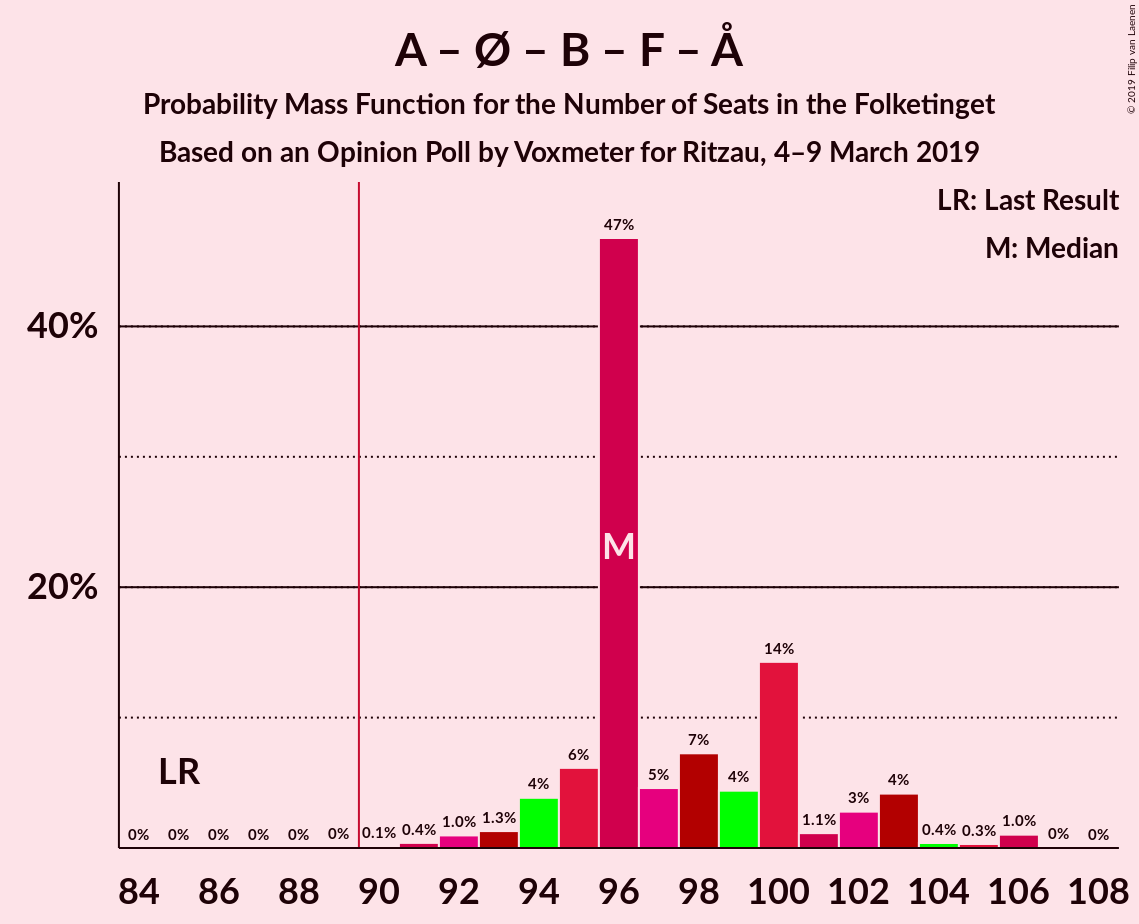 A – Ø – B – F – Å
Probability Mass Function for the Number of Seats in the Folketinget
Based on an Opinion Poll by Voxmeter for Ritzau, 4–9 March 2019
© 2019 Filip van Laenen
LR: Last Result
M: Median
47%
40%
M
20%
14%
7%
6%
5%
4%
4%
4%
3%
LR
0% 0% 0% 0% 0% 0% 0.1% 0.4% 1.0% 1.3% 1.1% 0.4% 0.3% 1.0% 0% 0%
84 86 88 90 92 94 96 98 100 102 104 106 108